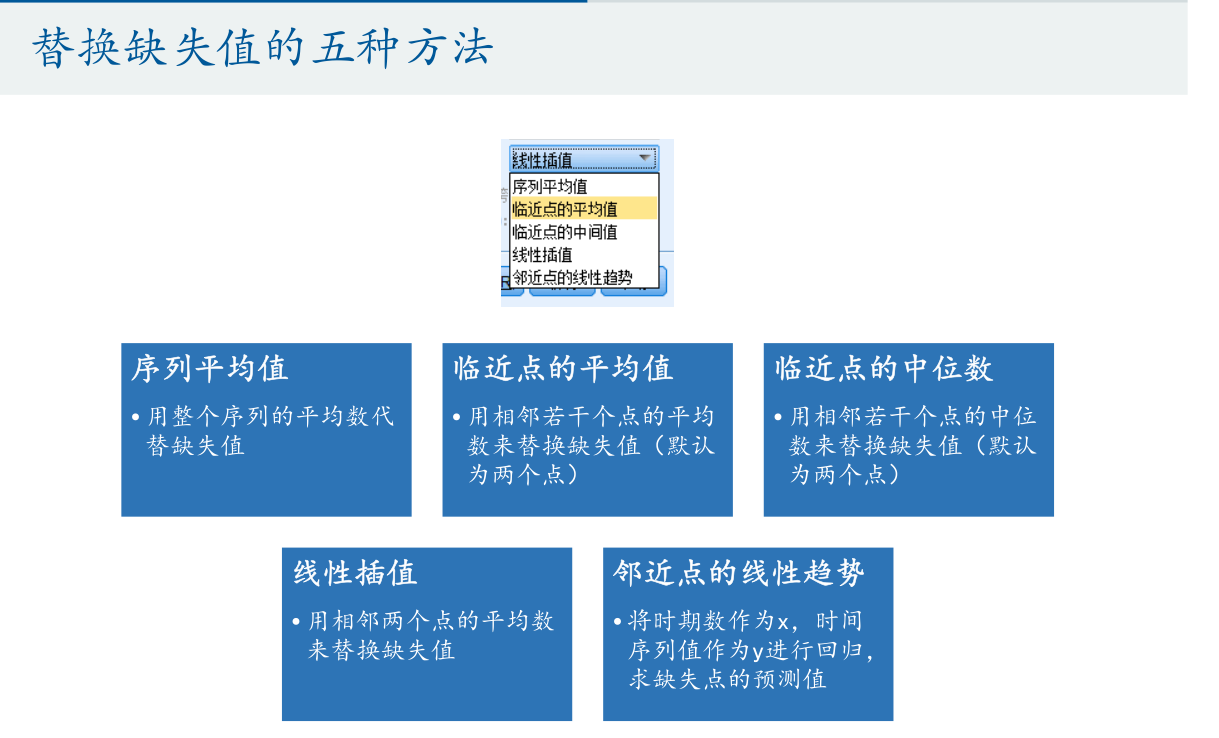 替换缺失值的五种方法
线性插值
序列平均值
临近点的平均值
临近点的中间值
线性插值
邻近点的线性趋势
序列平均值
• 用整个序列的平均数代
替缺失值
临近点的平均值
• 用相邻若干个点的平均
数来替换缺失值（默认
为两个点）
临近点的中位数
• 用相邻若干个点的中位
数来替换缺失值（默认
为两个点）
线性插值
• 用相邻两个点的平均数
来替换缺失值
邻近点的线性趋势
• 将时期数作为x，时间
序列值作为y进行回归，
求缺失点的预测值